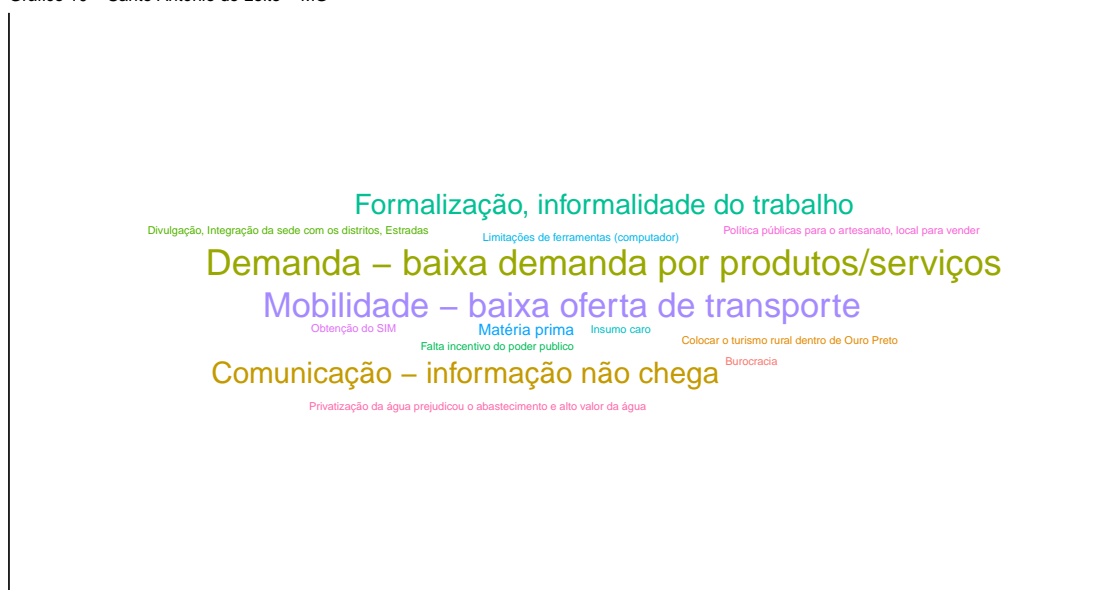 Formalização, informalidade do trabalho
Divulgação, Integração da sede com os distritos, Estradas
Limitações de ferramentas (computador)
Política públicas para o artesanato, local para vender
Demanda – baixa demanda por produtos/serviços
Mobilidade – baixa oferta de transporte
Obtenção do SIM
Matéria prima
Insumo caro
Falta incentivo do poder publico
Colocar o turismo rural dentro de Ouro Preto
Comunicação – informação não chega
Burocracia
Privatização da água prejudicou o abastecimento e alto valor da água